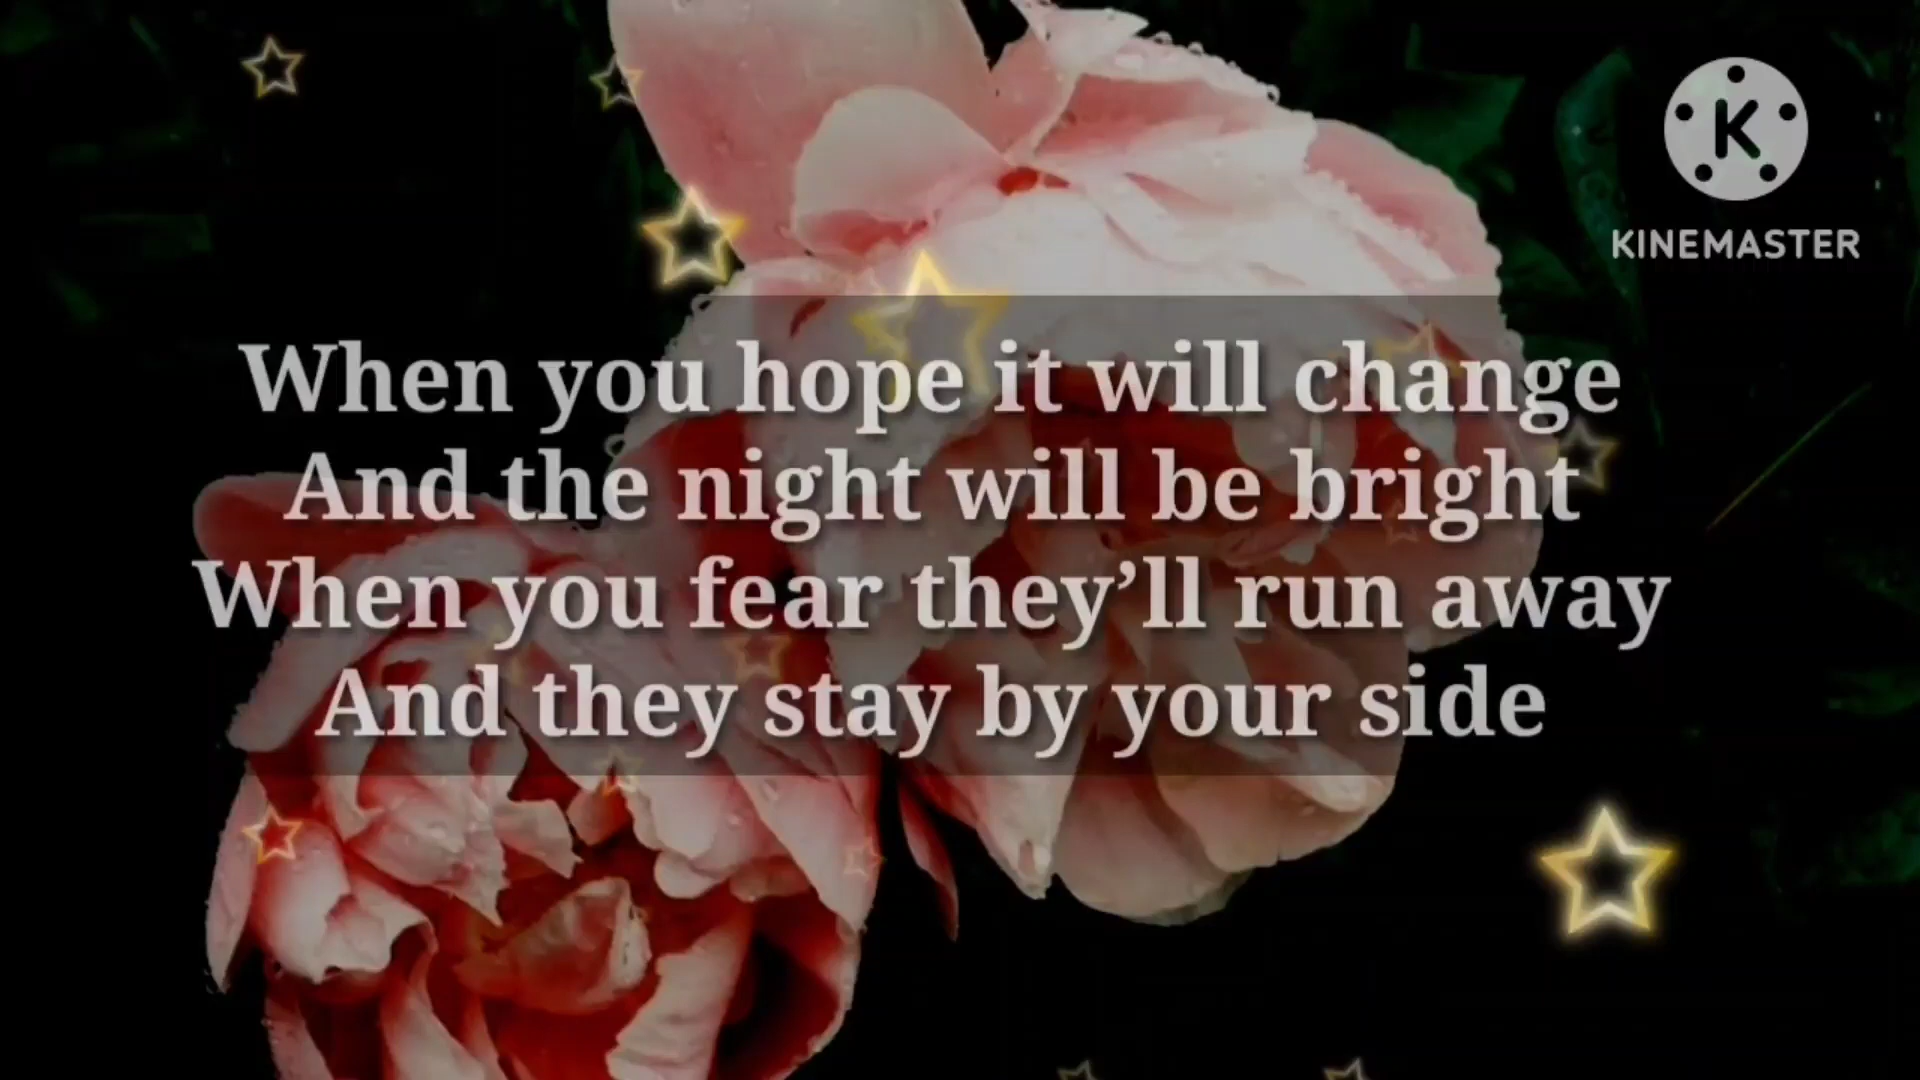 KINEMASTER
When you hope it will change
And the night will be bright
When you fear they’ll run away
And they stay by your side